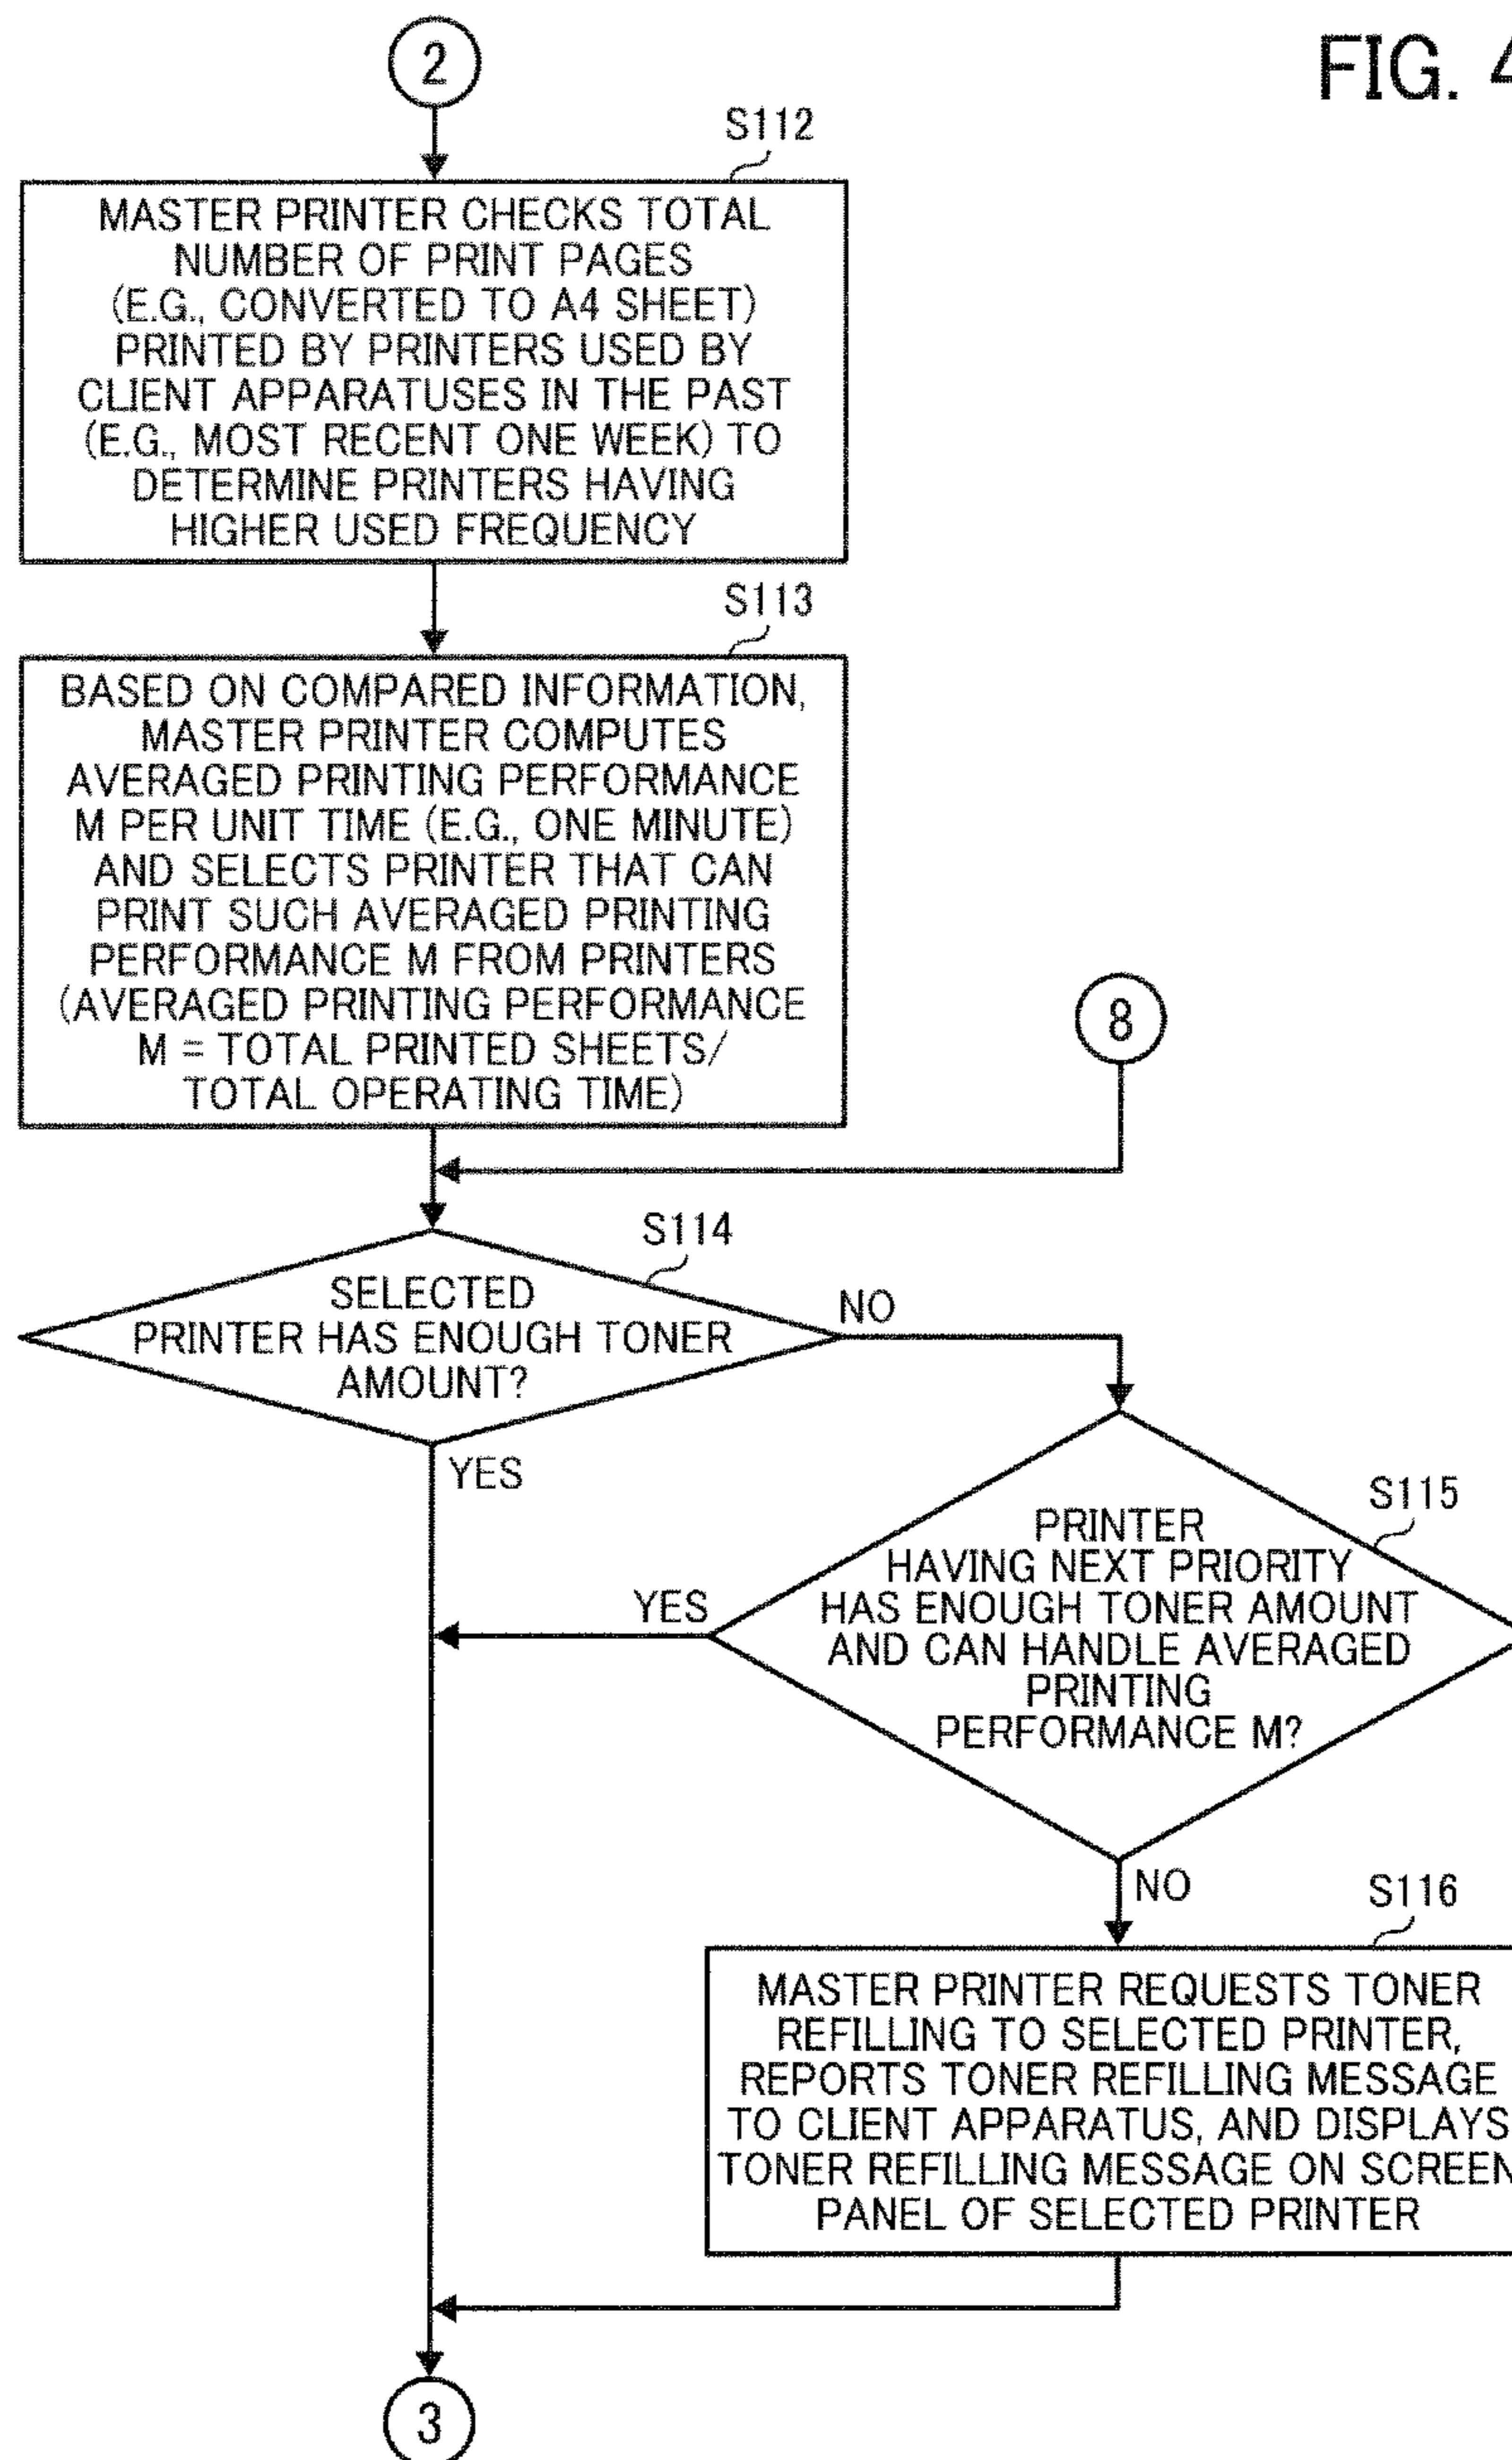 FIG. 4
2
S112
MASTER PRINTER CHECKS TOTAL
NUMBER OF PRINT PAGES
(E.G., CONVERTED TO A4 SHEET)
PRINTED BY PRINTERS USED BY
CLIENT APPARATUSES IN THE PAST
(E.G., MOST RECENT ONE WEEK) TO
DETERMINE PRINTERS HAVING
HIGHER USED FREQUENCY
S113
BASED ON COMPARED INFORMATION,
MASTER PRINTER COMPUTES
AVERAGED PRINTING PERFORMANCE
M PER UNIT TIME (E.G., ONE MINUTE)
AND SELECTS PRINTER THAT CAN
PRINT SUCH AVERAGED PRINTING
PERFORMANCE M FROM PRINTERS
(AVERAGED PRINTING PERFORMANCE
M = TOTAL PRINTED SHEETS/
TOTAL OPERATING TIME)
8
S114
SELECTED
PRINTER HAS ENOUGH TONER
AMOUNT?
NO
YES
S115
PRINTER
HAVING NEXT PRIORITY
HAS ENOUGH TONER AMOUNT
AND CAN HANDLE AVERAGED
PRINTING
PERFORMANCE M?
YES
NO
S116
MASTER PRINTER REQUESTS TONER
REFILLING TO SELECTED PRINTER,
REPORTS TONER REFILLING MESSAGE
TO CLIENT APPARATUS, AND DISPLAYS
TONER REFILLING MESSAGE ON SCREEN
PANEL OF SELECTED PRINTER
3